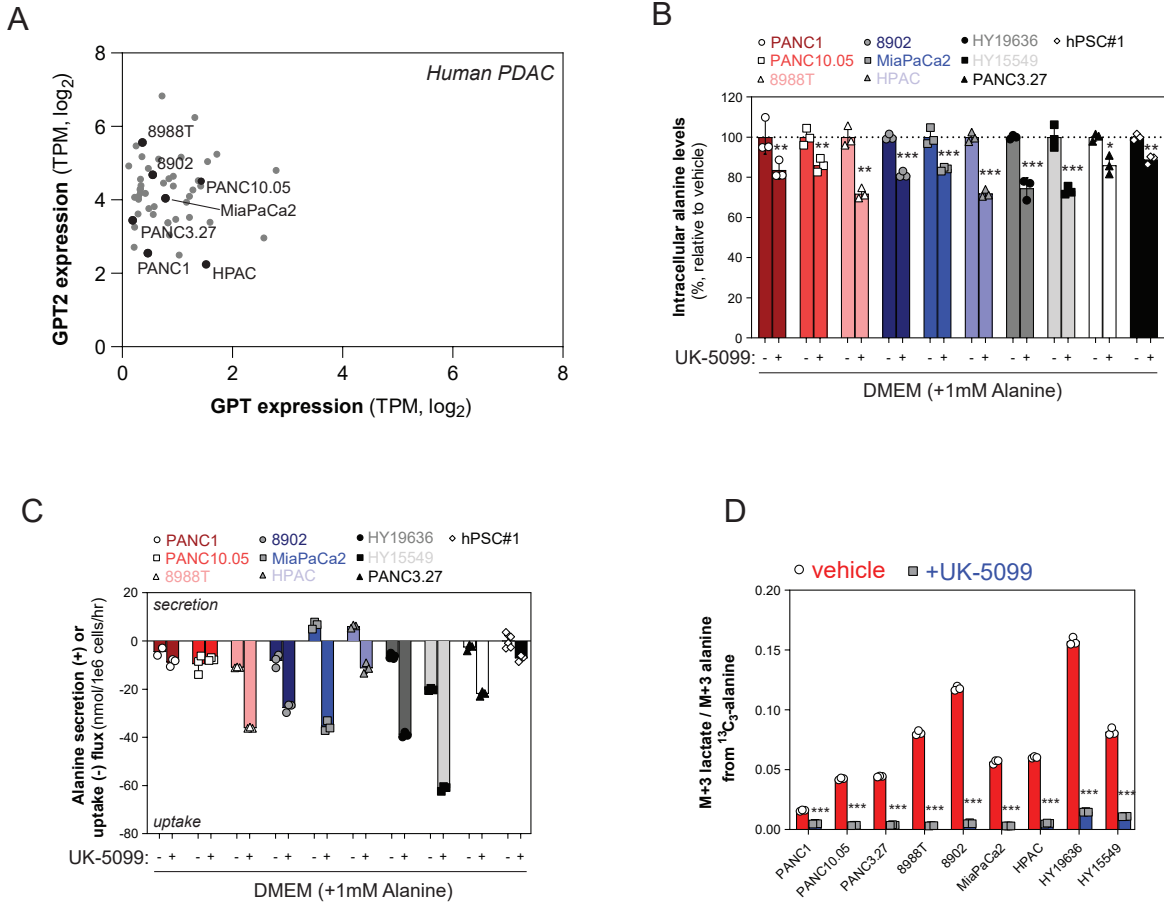 A
Human PDAC
GPT2 expression (TPM, log2)
8
6
4
2
0
8988T
8902
PANC10.05
MiaPaCa2
PANC3.27
PANC1
HPAC
0 2 4 6 8
GPT expression (TPM, log2)
B
PANC1 8902 HY19636 hPSC#1
PANC10.05 MiaPaCa2 HY15549
8988T HPAC PANC3.27
Intracellular alanine levels
(%, relative to vehicle)
120
100
80
60
40
20
0
** ** ** *** *** *** *** *** * **
UK-5099: - + - + - + - + - + - + - + - + - + - +
DMEM (+1mM Alanine)
C
PANC1 8902 HY19636 hPSC#1
PANC10.05 MiaPaCa2 HY15549
8988T HPAC PANC3.27
Alanine secretion (+) or
uptake (-) flux (nmol/1e6 cells/hr)
20
0
-20
-40
-60
-80
secretion
uptake
UK-5099: - + - + - + - + - + - + - + - + - + - +
DMEM (+1mM Alanine)
D
vehicle +UK-5099
M+3 lactate / M+3 alanine
from 13C3-alanine
0.20
0.15
0.10
0.05
0.00
*** *** *** *** *** *** *** *** ***
PANC1
PANC10.05
PANC3.27
8988T
8902
MiaPaCa2
HPAC
HY19636
HY15549